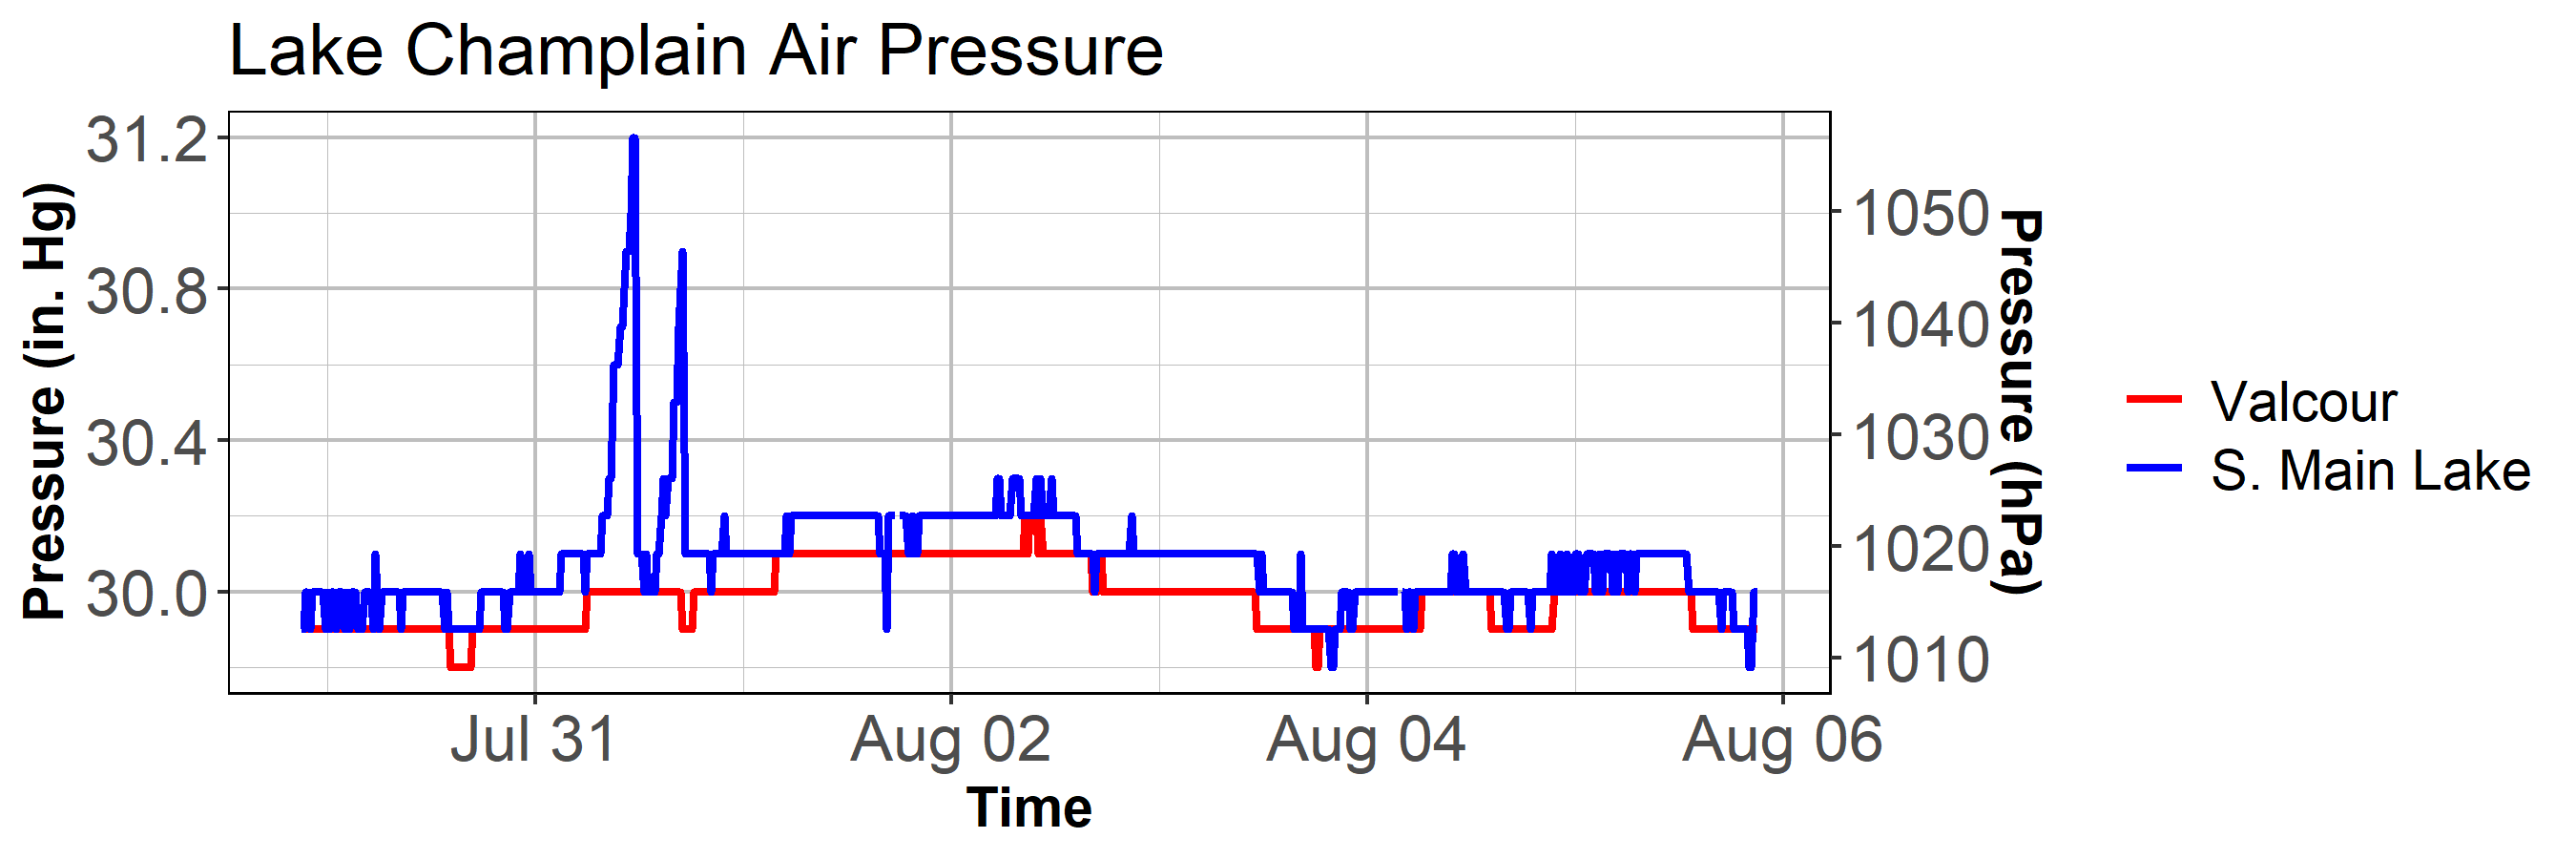 Lake Champlain Air Pressure
31.2
30.8
30.4
30.0
Pressure (in. Hg)
1050
1040
1030
1020
1010
Pressure (hPa)
Jul 31
Aug 02
Aug 04
Aug 06
Time
Valcour
S. Main Lake